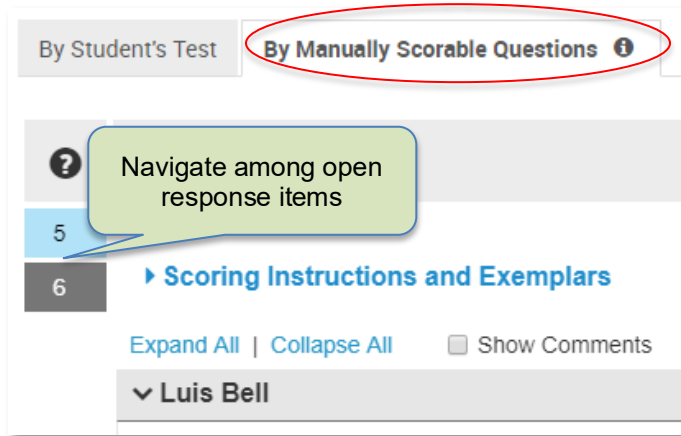 By Student's Test
By Manually Scorable Questions
Navigate among open
response items
5
6
Scoring Instructions and Exemplars
Expand All | Collapse All
Show Comments
Luis Bell